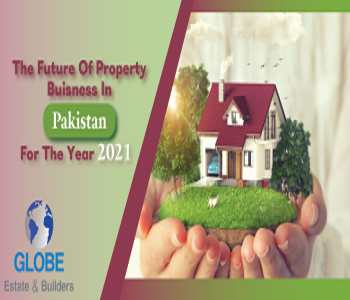 The Future Of Property
Buisness In
Pakistan
For The Year 2021
GLOBE
Estate & Builders